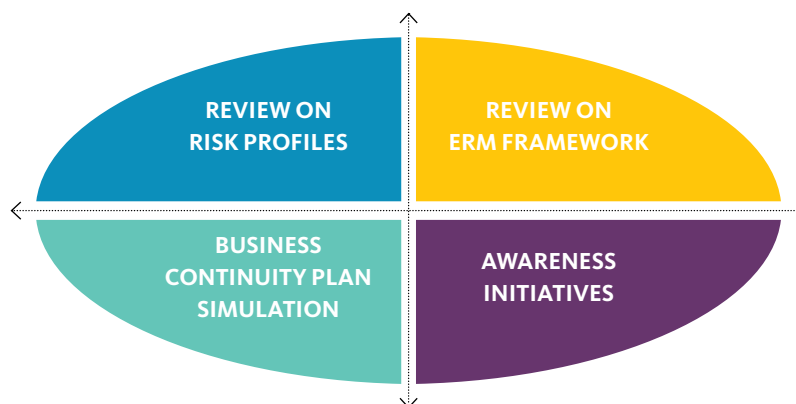 REVIEW ON
RISK PROFILES
REVIEW ON
ERM FRAMEWORK
BUSINESS
CONTINUITY PLAN
SIMULATION
AWARENESS
INITIATIVES